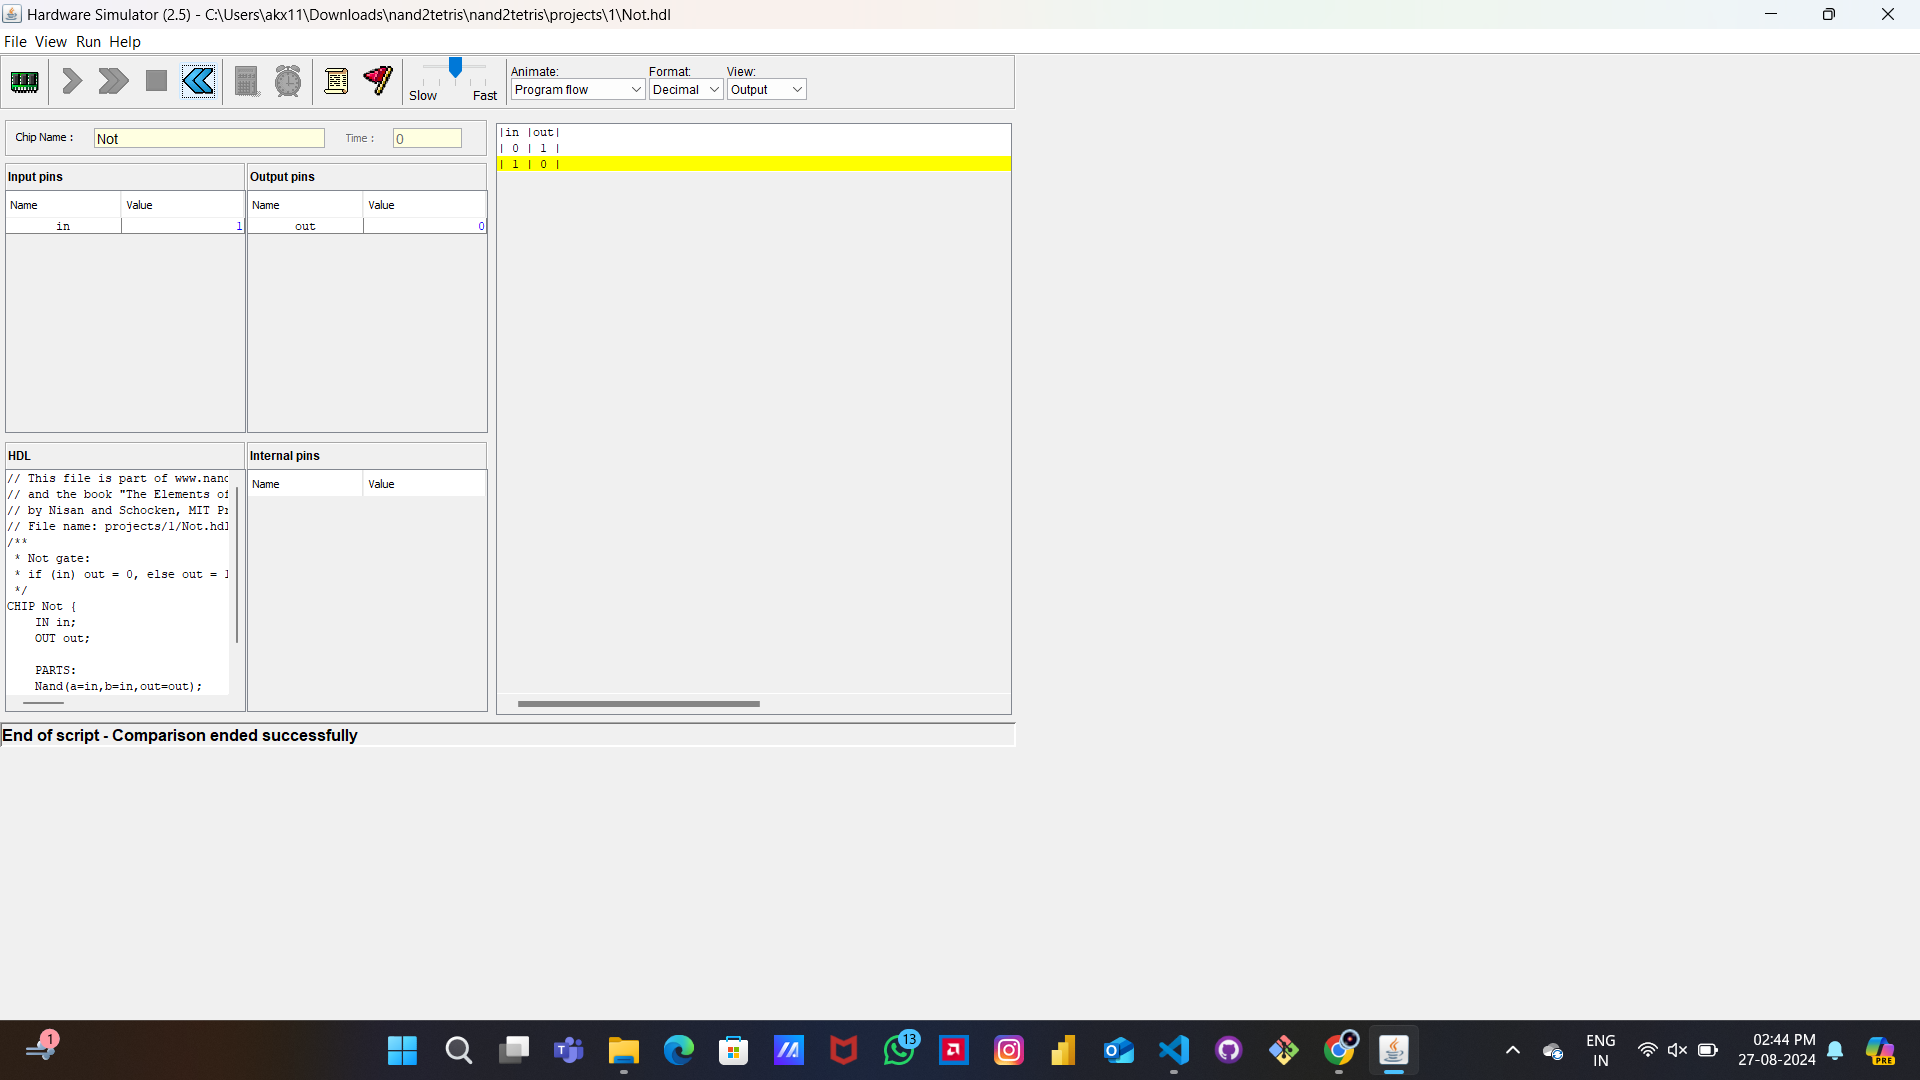 Hardware Simulator (2.5) - C:\Users\akx11\Downloads\nand2tetris\nand2tetris\projects\1\Not.hdl
File View Run Help
Slow Fast
Animate:
Program flow
Format:
Decimal
View:
Output
Chip Name :
Not
Time :
0
Input pins
Name Value
in 1
Output pins
Name Value
out 0
HDL
// This file is part of www.nand
// and the book "The Elements of
// by Nisan and Schocken, MIT Pr
// File name: projects/1/Not.hdl
/**
* Not gate:
* if (in) out = 0, else out = 1
*/
CHIP Not {
IN in;
OUT out;
PARTS:
Nand(a=in,b=in,out=out);
Internal pins
Name Value
|in |out|
| 0 | 1 |
| 1 | 0 |
End of script - Comparison ended successfully
1
13
ENG
IN
02:44 PM
27-08-2024
PRE